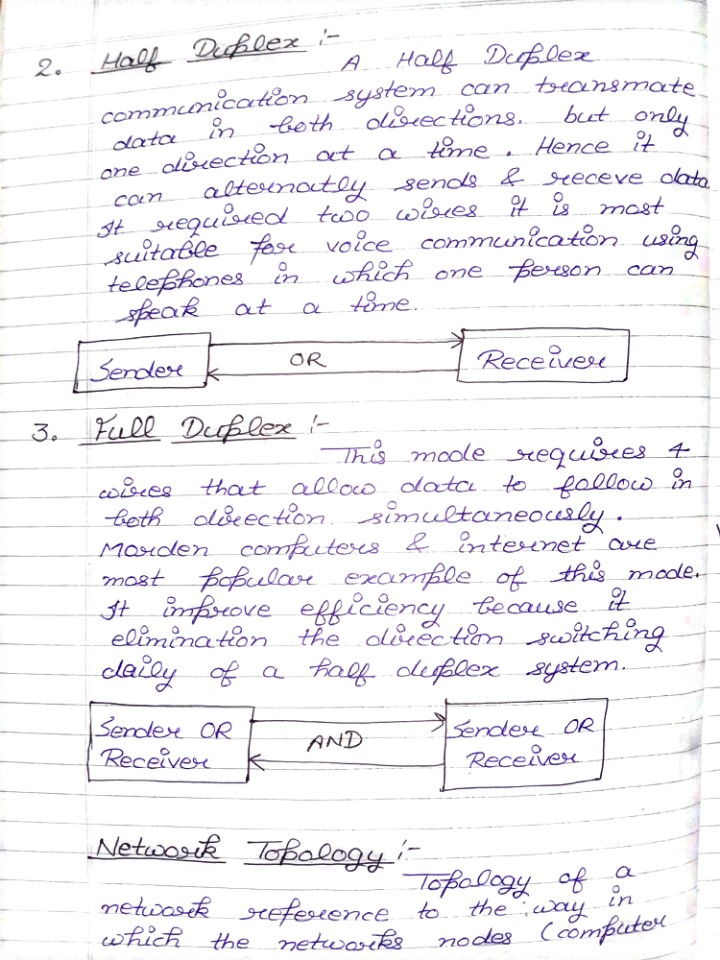 2. Half Duplex :-
A Half Duplex
communication system can transmate
data in both directions. but only
one direction at a time. Hence it
can alternatly sends & receve data
It required two wires it is most
suitable for voice communication using
telephones in which one person can
speak at a time.
Sender OR Receiver
3. Full Duplex :-
This mode requires 4
wires that allow data to follow in
both direction simultaneously.
Morden computers & internet are
most popular example of this mode.
It improve efficiency because it
elimination the direction switching
daily of a half duplex system.
Sender OR
Receiver
AND
Sender OR
Receiver
Network Topology :-
Topology of a
network reference to the way in
which the networks nodes (computer